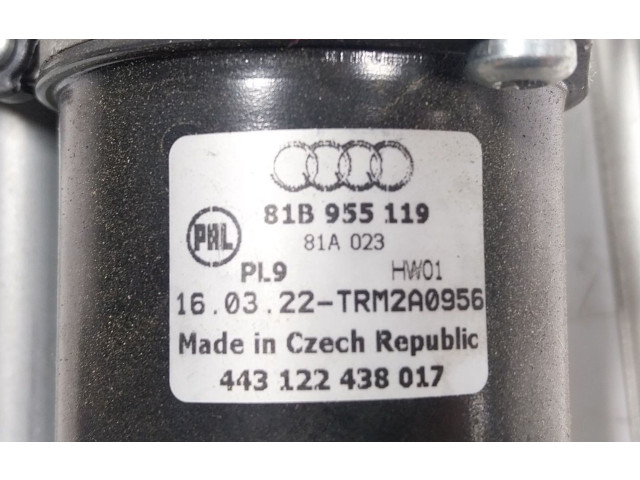 81B 955 119
PAL 81A 023
PL9 HW01
16.03.22-TRM2A0956
Made in Czech Republic
443 122 438 017